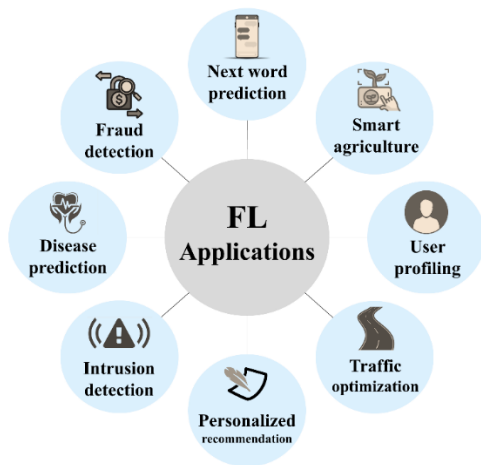 Next word
prediction
Smart
agriculture
User
profiling
Traffic
optimization
Personalized
recommendation
Intrusion
detection
Disease
prediction
Fraud
detection
FL
Applications